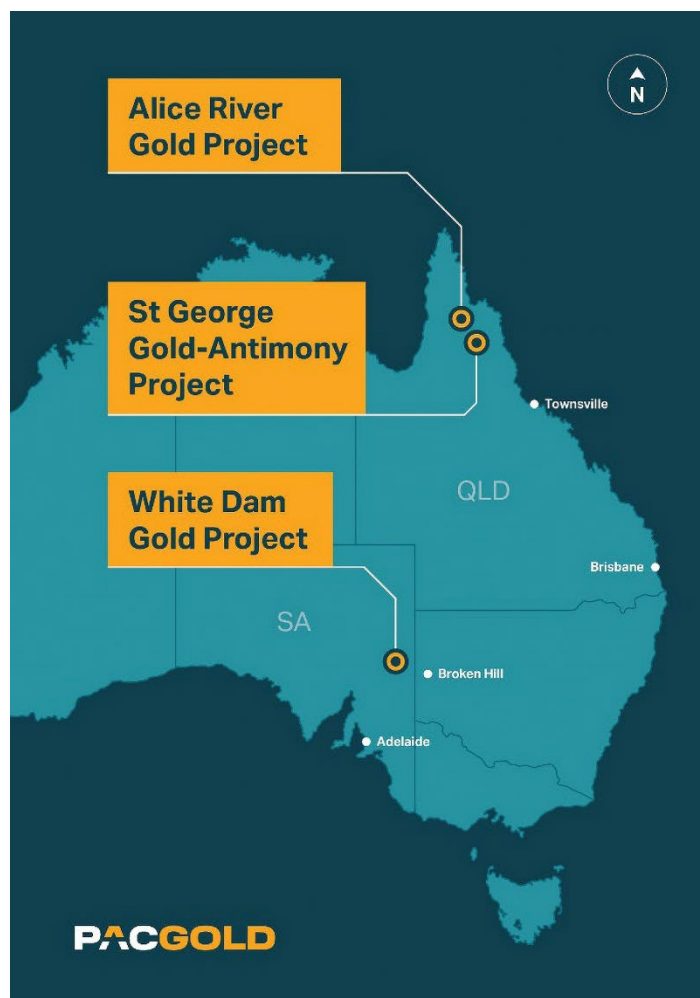 N
Alice River
Gold Project
St George
Gold-Antimony
Project
Townsville
White Dam
Gold Project
QLD
Brisbane
SA
Broken Hill
Adelaide
PACGOLD